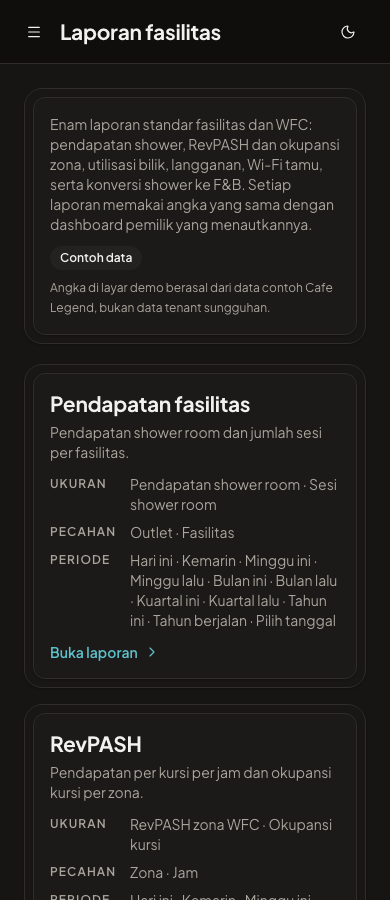 Laporan fasilitas
Enam laporan standar fasilitas dan WFC:
pendapatan shower, RevPASH dan okupansi
zona, utilisasi bilik, langganan, Wi-Fi tamu,
serta konversi shower ke F&B. Setiap
laporan memakai angka yang sama dengan
dashboard pemilik yang menautkannya.
Contoh data
Angka di layar demo berasal dari data contoh Cafe
Legend, bukan data tenant sungguhan.
Pendapatan fasilitas
Pendapatan shower room dan jumlah sesi
per fasilitas.
UKURAN Pendapatan shower room · Sesi
shower room
PECAHAN Outlet · Fasilitas
PERIODE Hari ini · Kemarin · Minggu ini ·
Minggu lalu · Bulan ini · Bulan lalu
· Kuartal ini · Kuartal lalu · Tahun
ini · Tahun berjalan · Pilih tanggal
Buka laporan
RevPASH
Pendapatan per kursi per jam dan okupansi
kursi per zona.
UKURAN RevPASH zona WFC · Okupansi
kursi
PECAHAN Zona · Jam
PERIODE Hari ini · Kemarin · Minggu ini ·